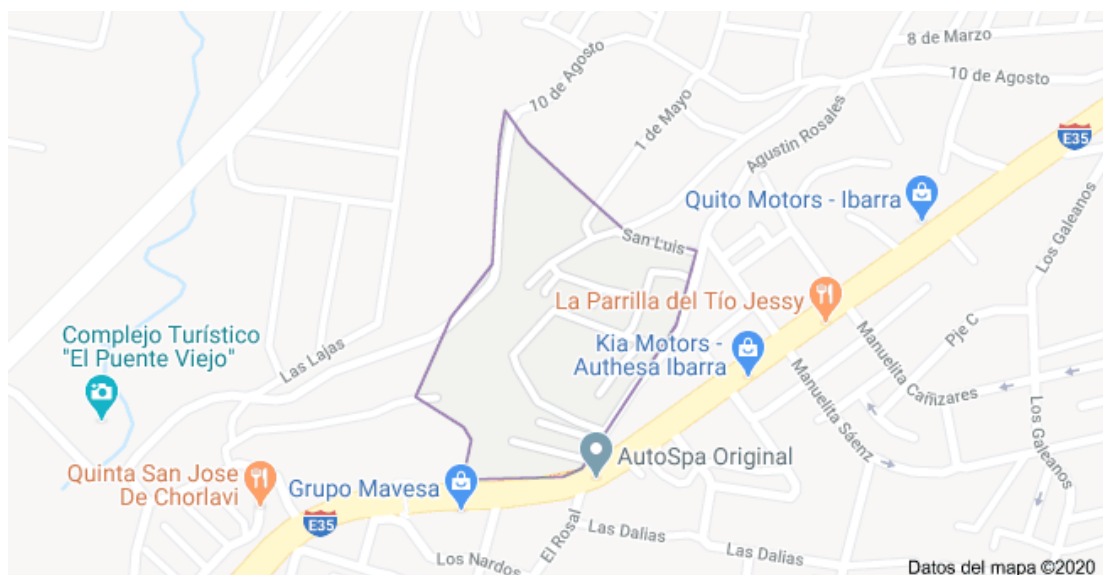 8 de Marzo
10 de Agosto
10 de Agosto
1 de Mayo
Agustin Rosales
E35
Quito Motors - Ibarra
Los Galeanos
San Luis
La Parrilla del Tío Jessy
Complejo Turístico
"El Puente Viejo"
Las Lajas
Kia Motors -
Authesa Ibarra
Pje C
Manuelita Cañizares
Manuelita Sáenz
Los Galeanos
AutoSpa Original
Quinta San Jose
De Chorlavi
Grupo Mavesa
E35
El Rosal
Las Dalias
Las Dalias
Los Nardos
Datos del mapa ©2020